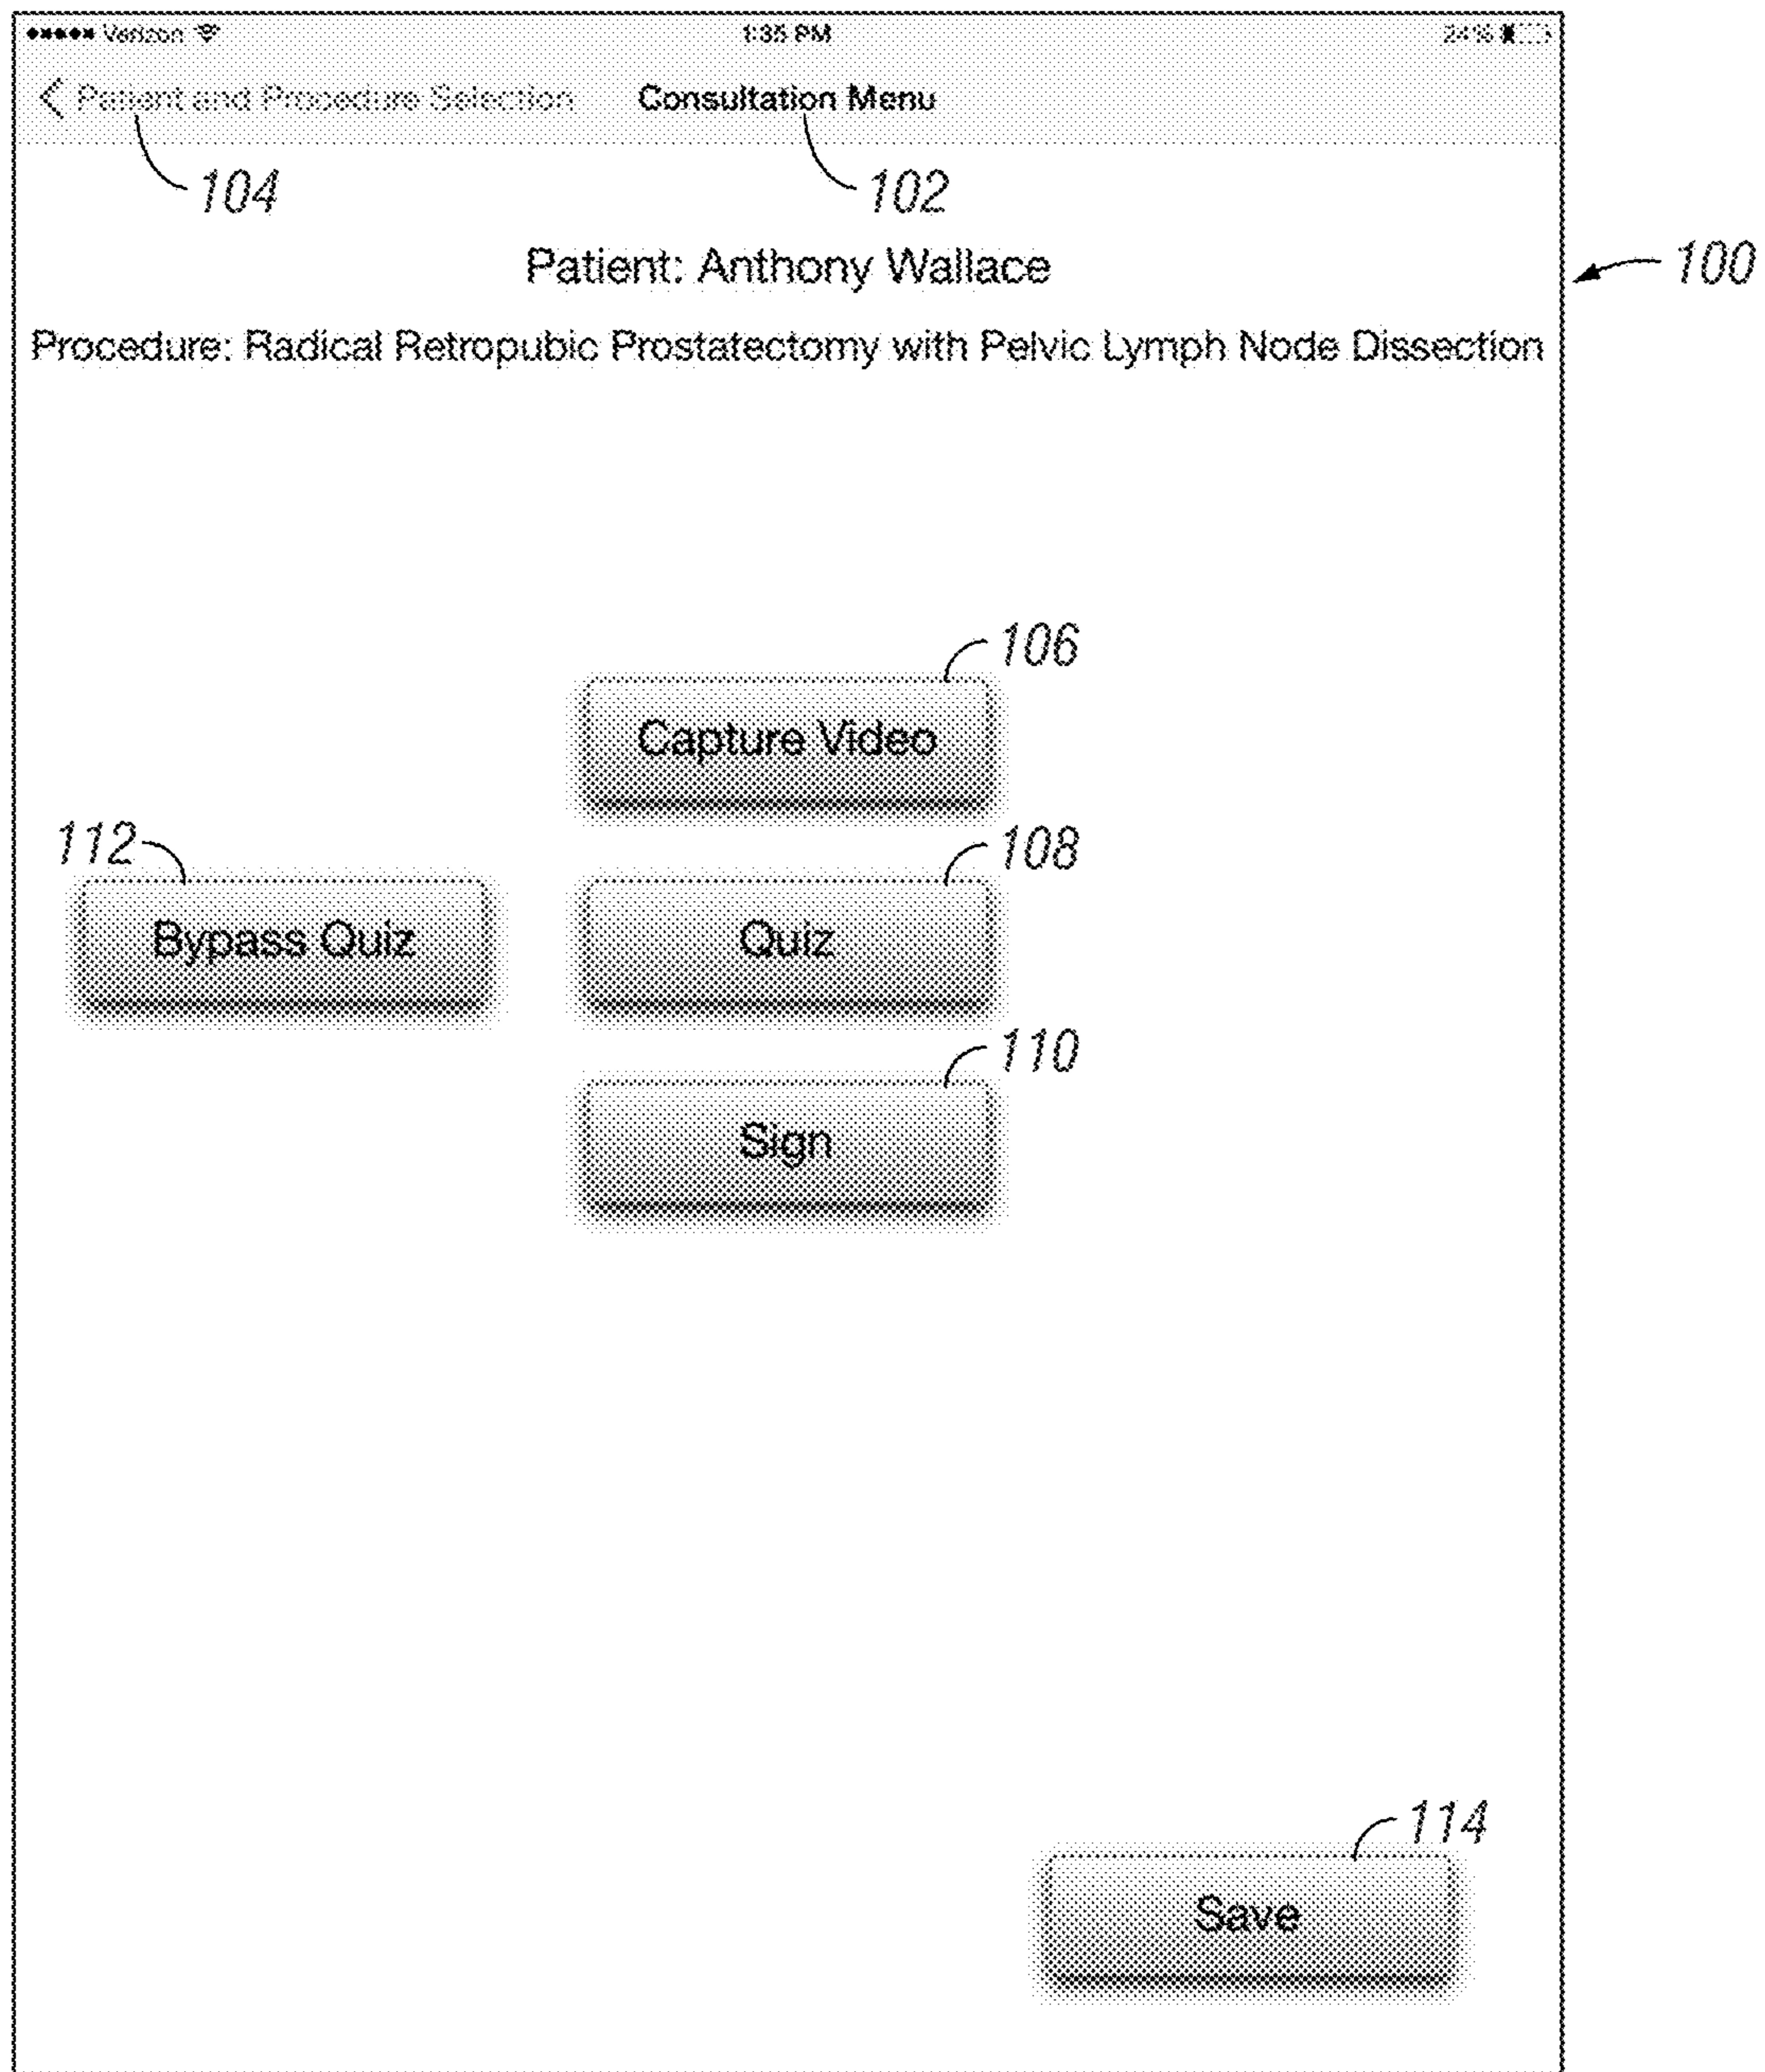 Verizon 1:35 PM 24%
< Patient and Procedure Selection Consultation Menu
104 102
Patient: Anthony Wallace
100
Procedure: Radical Retropubic Prostatectomy with Pelvic Lymph Node Dissection
106
Capture Video
112 108
Bypass Quiz Quiz
110
Sign
114
Save